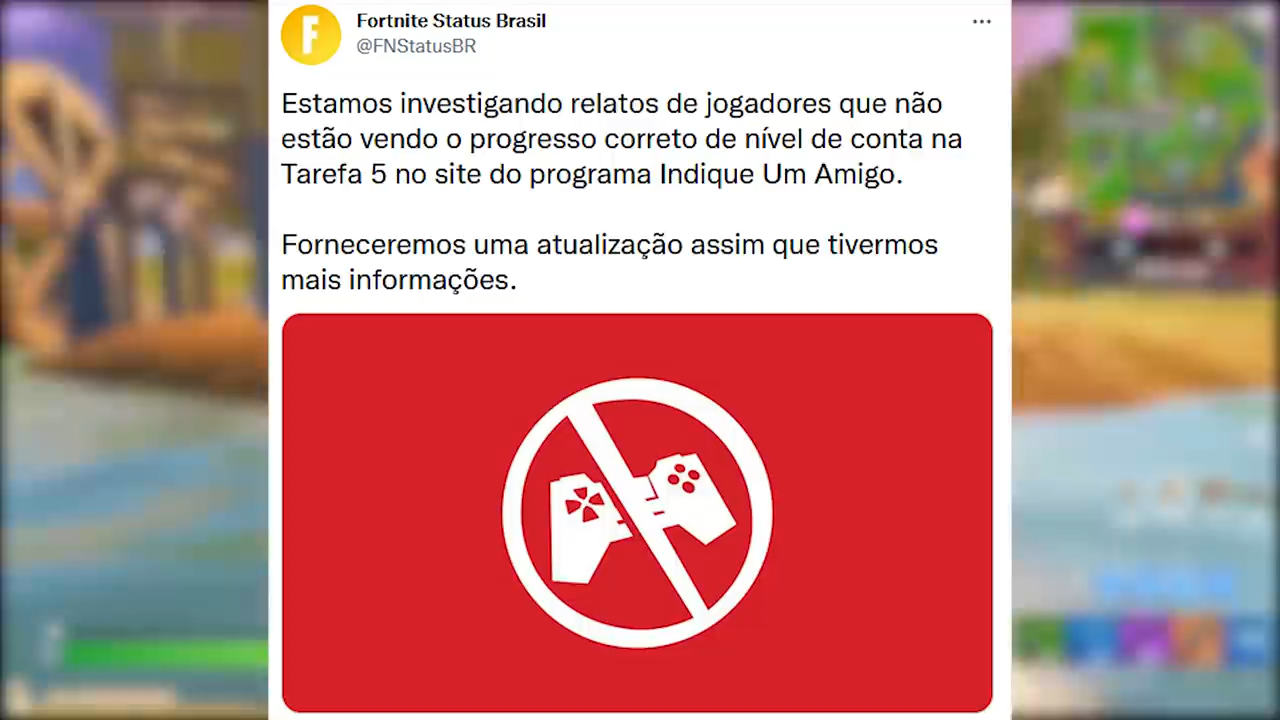 Fortnite Status Brasil
@FNStatusBR
Estamos investigando relatos de jogadores que não
estão vendo o progresso correto de nível de conta na
Tarefa 5 no site do programa Indique Um Amigo.
Forneceremos uma atualização assim que tivermos
mais informações.